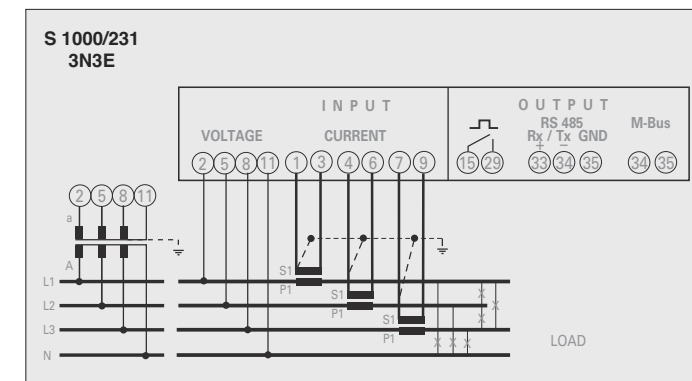 S 1000/231
3N3E
INPUT
OUTPUT
VOLTAGE
CURRENT
RS 485
Rx / Tx GND
+ −
M-Bus
2 5 8 11 1 3 4 6 7 9 15 29 33 34 35 34 35
2 5 8 11
a
A
S1
P1
S1
P1
S1
P1
L1
L2
L3
N
LOAD